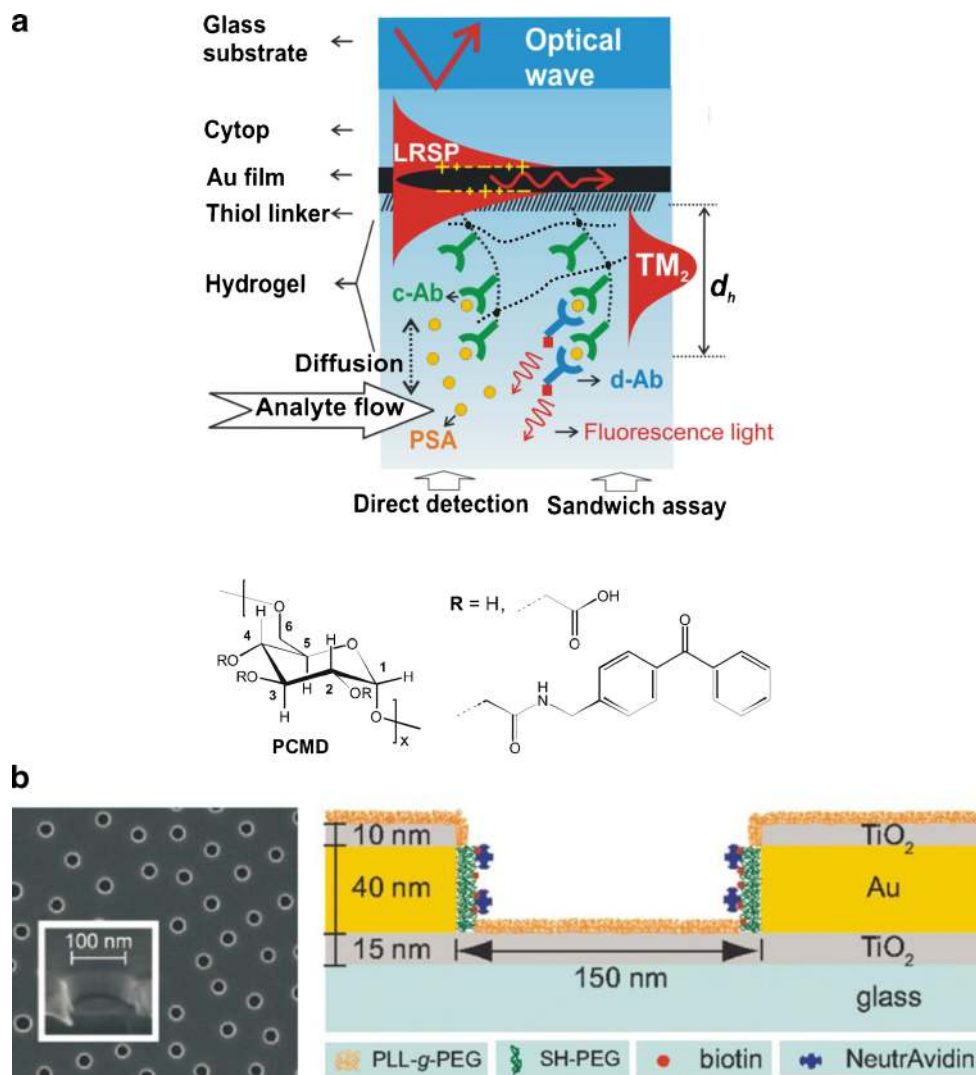 a
Glass
substrate
Optical
wave
Cytop
LRSP
Au film
Thiol linker
Hydrogel
TM2
dh
c-Ab
Diffusion
d-Ab
Analyte flow
PSA
Fluorescence light
Direct detection
Sandwich assay
R = H,
OH
O
H
O
6
4
5
H
O
1
H
RO
RO
3
2
OR
H
H
O
x
PCMD
O
H
N
O
b
100 nm
10 nm
TiO2
40 nm
Au
15 nm
TiO2
150 nm
glass
PLL-g-PEG
SH-PEG
biotin
NeutrAvidin